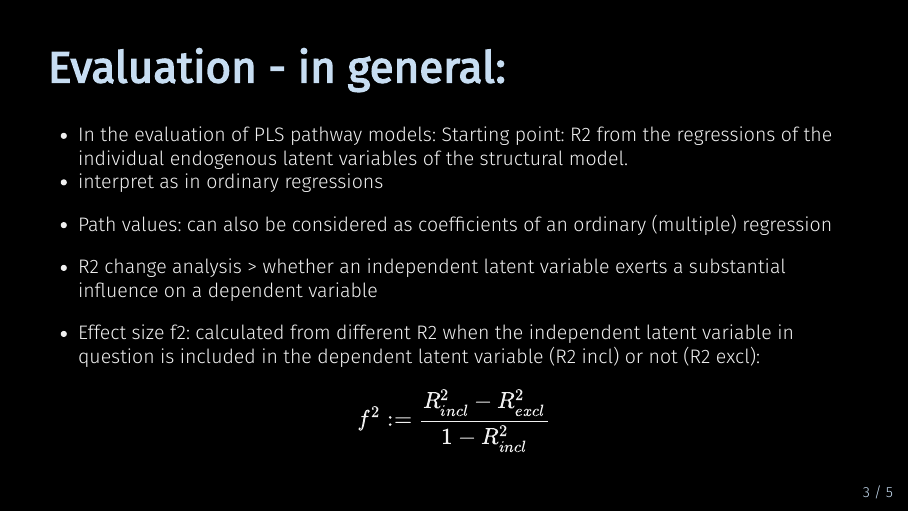 Evaluation - in general:
• In the evaluation of PLS pathway models: Starting point: R2 from the regressions of the
individual endogenous latent variables of the structural model.
• interpret as in ordinary regressions
• Path values: can also be considered as coefficients of an ordinary (multiple) regression
• R2 change analysis > whether an independent latent variable exerts a substantial
influence on a dependent variable
• Effect size f2: calculated from different R2 when the independent latent variable in
question is included in the dependent latent variable (R2 incl) or not (R2 excl):
$f^2 := \frac{R^2_{incl} - R^2_{excl}}{1 - R^2_{incl}}$
3 / 5